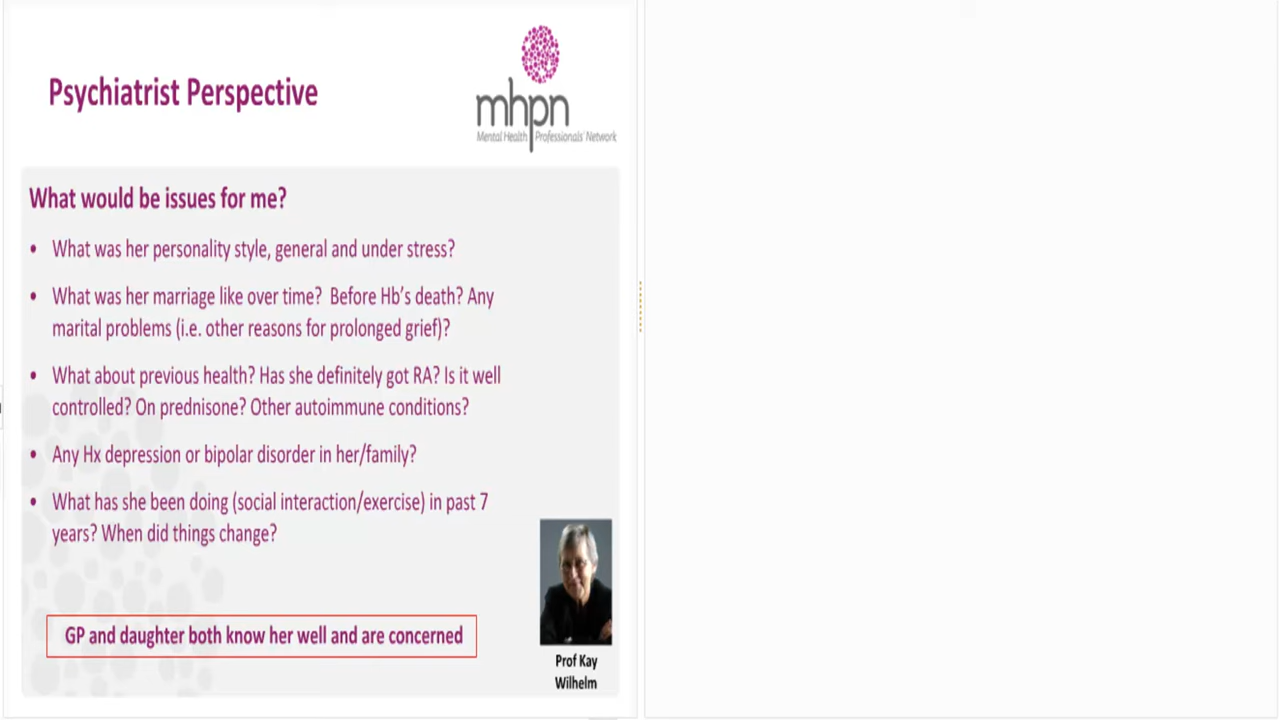 Psychiatrist Perspective
mhpn
Mental Health Professionals' Network
What would be issues for me?
• What was her personality style, general and under stress?
• What was her marriage like over time? Before Hb's death? Any
marital problems (i.e. other reasons for prolonged grief)?
• What about previous health? Has she definitely got RA? Is it well
controlled? On prednisone? Other autoimmune conditions?
• Any Hx depression or bipolar disorder in her/family?
• What has she been doing (social interaction/exercise) in past 7
years? When did things change?
GP and daughter both know her well and are concerned
Prof Kay
Wilhelm